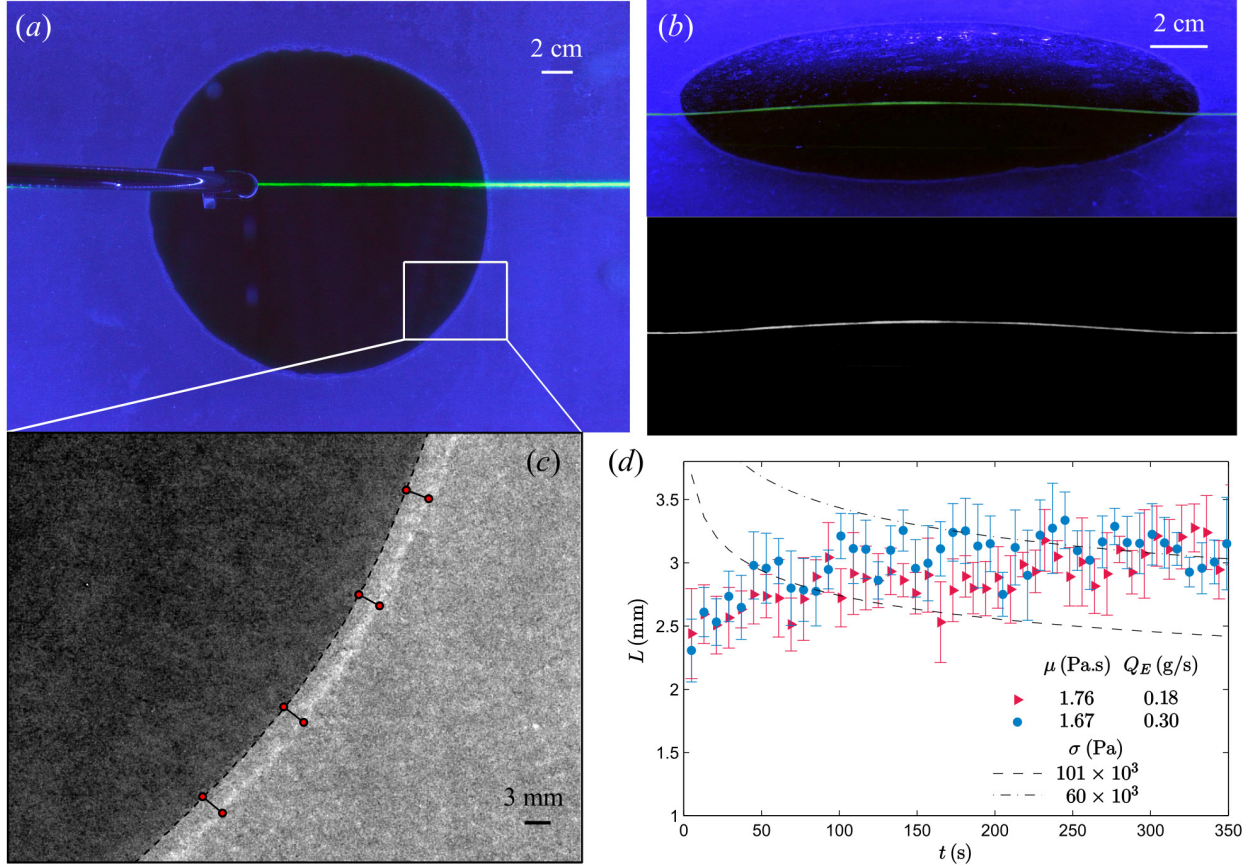 (a)
2 cm
(b)
2 cm
(c)
3 mm
(d)
L (mm)
3.5
3
2.5
2
1.5
1
μ (Pa.s) Q_E (g/s)
1.76 0.18
1.67 0.30
σ (Pa)
101 × 10³
60 × 10³
0 50 100 150 200 250 300 350
t (s)